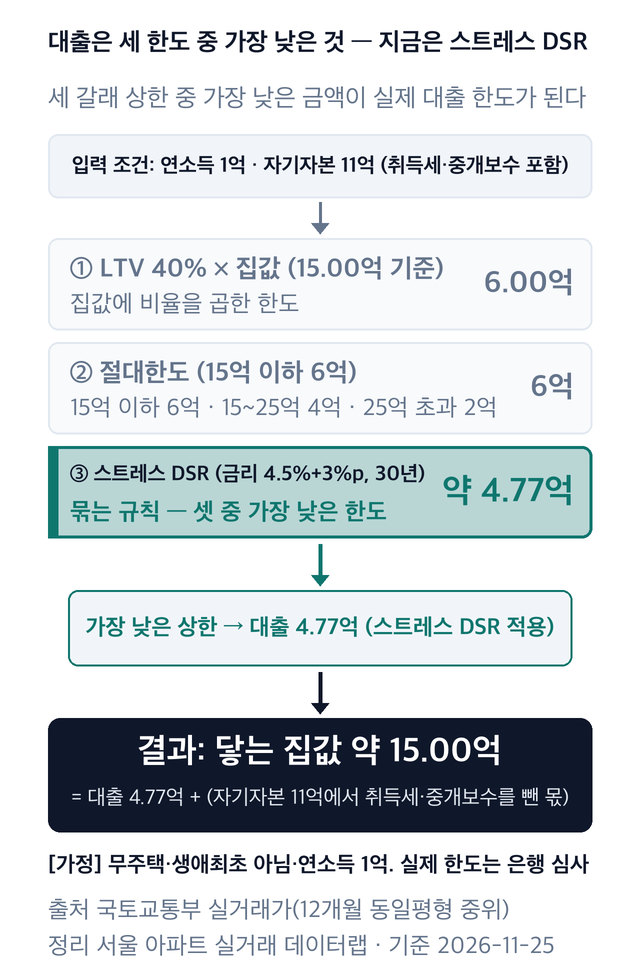 대출은 세 한도 중 가장 낮은 것 — 지금은 스트레스 DSR
세 갈래 상한 중 가장 낮은 금액이 실제 대출 한도가 된다
입력 조건: 연소득 1억 · 자기자본 11억 (취득세·중개보수 포함)
① LTV 40% × 집값 (15.00억 기준)
6.00억
집값에 비율을 곱한 한도
② 절대한도 (15억 이하 6억)
6억
15억 이하 6억 · 15~25억 4억 · 25억 초과 2억
③ 스트레스 DSR (금리 4.5%+3%p, 30년)
약 4.77억
묶는 규칙 — 셋 중 가장 낮은 한도
가장 낮은 상한 → 대출 4.77억 (스트레스 DSR 적용)
결과: 닿는 집값 약 15.00억
= 대출 4.77억 + (자기자본 11억에서 취득세·중개보수를 뺀 몫)
[가정] 무주택·생애최초 아님·연소득 1억. 실제 한도는 은행 심사
출처 국토교통부 실거래가(12개월 동일평형 중위)
정리 서울 아파트 실거래 데이터랩 · 기준 2026-11-25